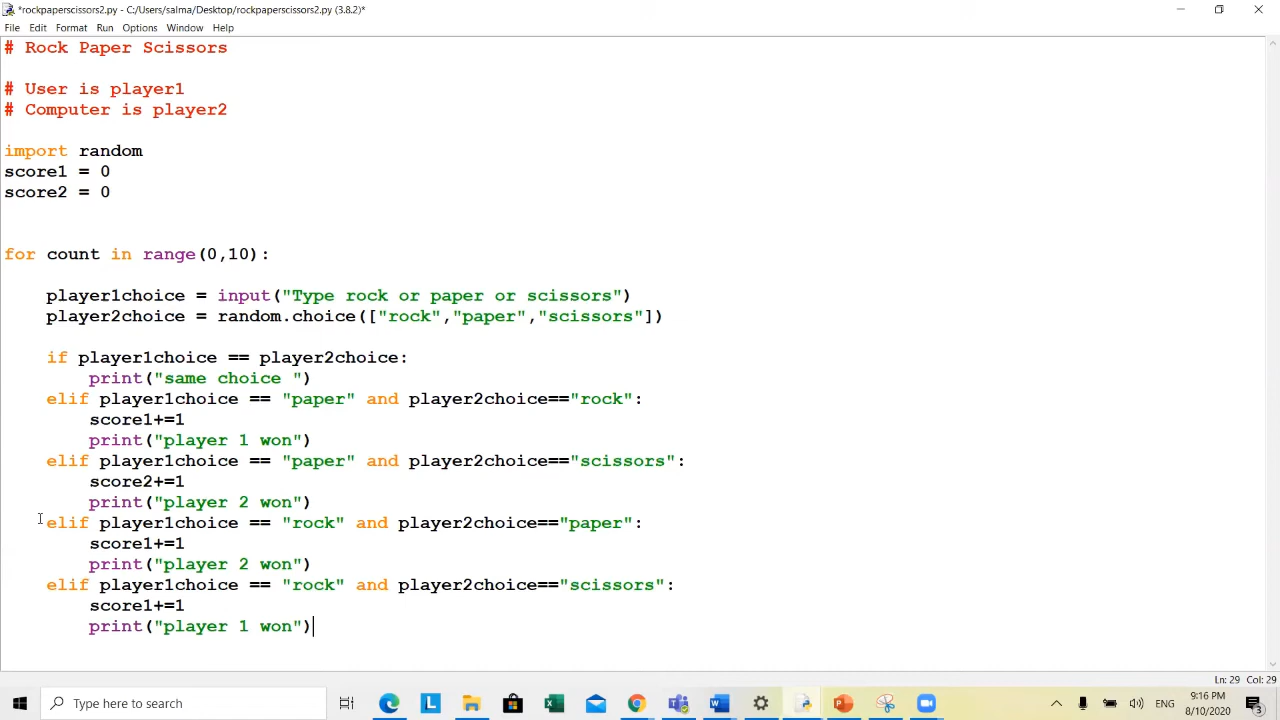 *rockpaperscissors2.py - C:/Users/salma/Desktop/rockpaperscissors2.py (3.8.2)*
File Edit Format Run Options Window Help
# Rock Paper Scissors
# User is player1
# Computer is player2
import random
score1 = 0
score2 = 0
for count in range(0,10):
player1choice = input("Type rock or paper or scissors")
player2choice = random.choice(["rock","paper","scissors"])
if player1choice == player2choice:
print("same choice ")
elif player1choice == "paper" and player2choice=="rock":
score1+=1
print("player 1 won")
elif player1choice == "paper" and player2choice=="scissors":
score2+=1
print("player 2 won")
elif player1choice == "rock" and player2choice=="paper":
score1+=1
print("player 2 won")
elif player1choice == "rock" and player2choice=="scissors":
score1+=1
print("player 1 won")
Ln: 29 Col: 29
Type here to search
ENG
9:16 PM
8/10/2020
3